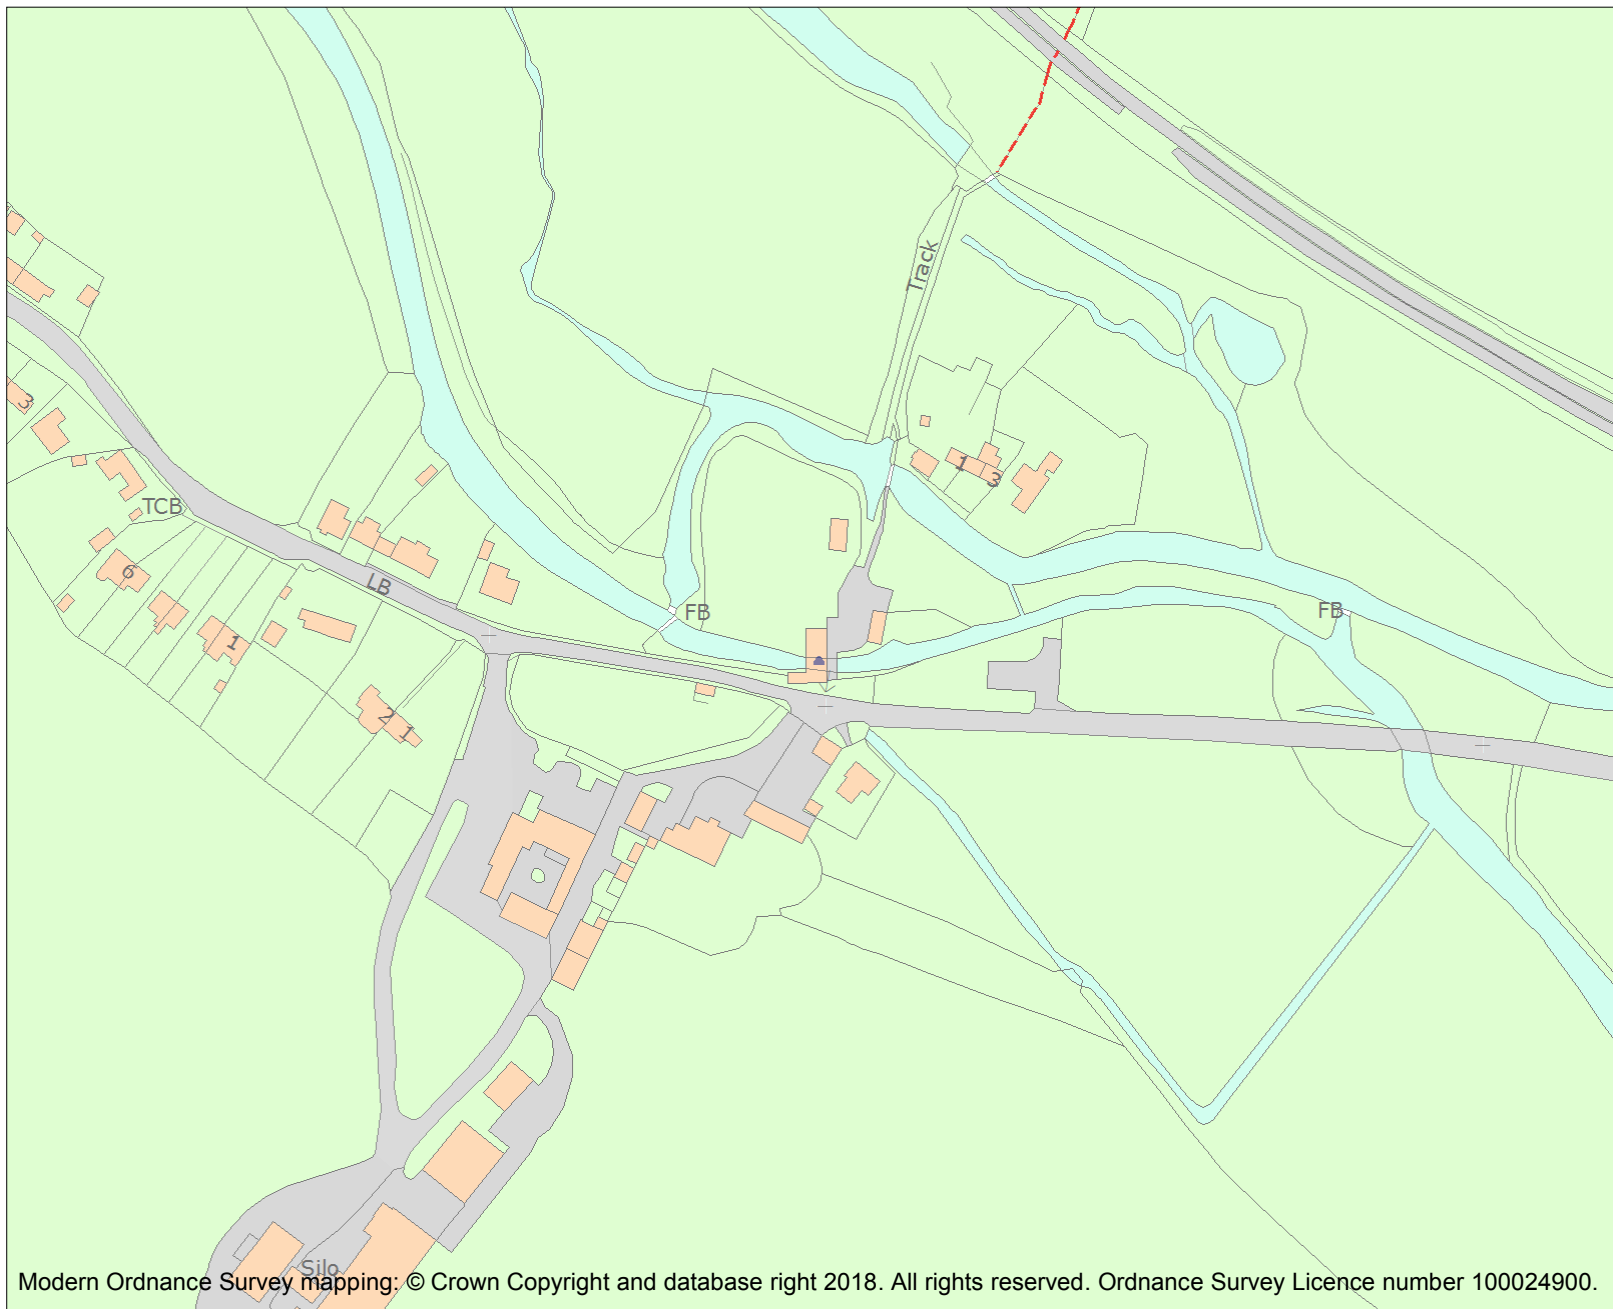 Track
3
TCB
1
3
6
LB
FB
FB
1
2
1
Silo
Modern Ordnance Survey mapping: © Crown Copyright and database right 2018. All rights reserved. Ordnance Survey Licence number 100024900.